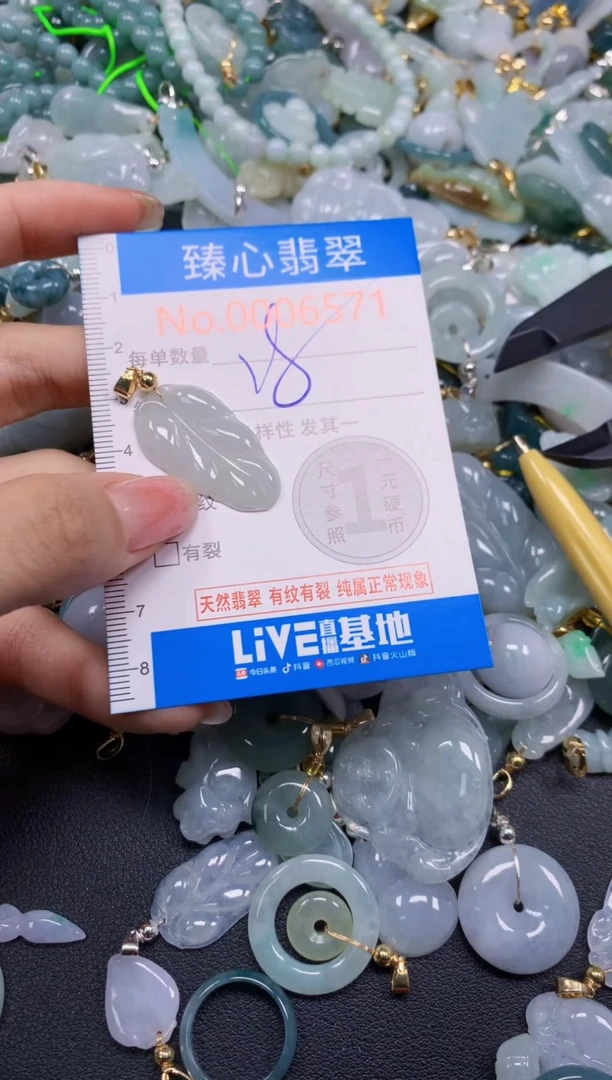 臻心翡翠
No.0006571
0
1
2
每单数量
V8
样性 发其一
4
纹
有裂
尺寸参照
1
一元硬币
天然翡翠 有纹有裂 纯属正常现象
7
LiVE直播基地
8
今日头条 抖音 西瓜视频 抖音火山版